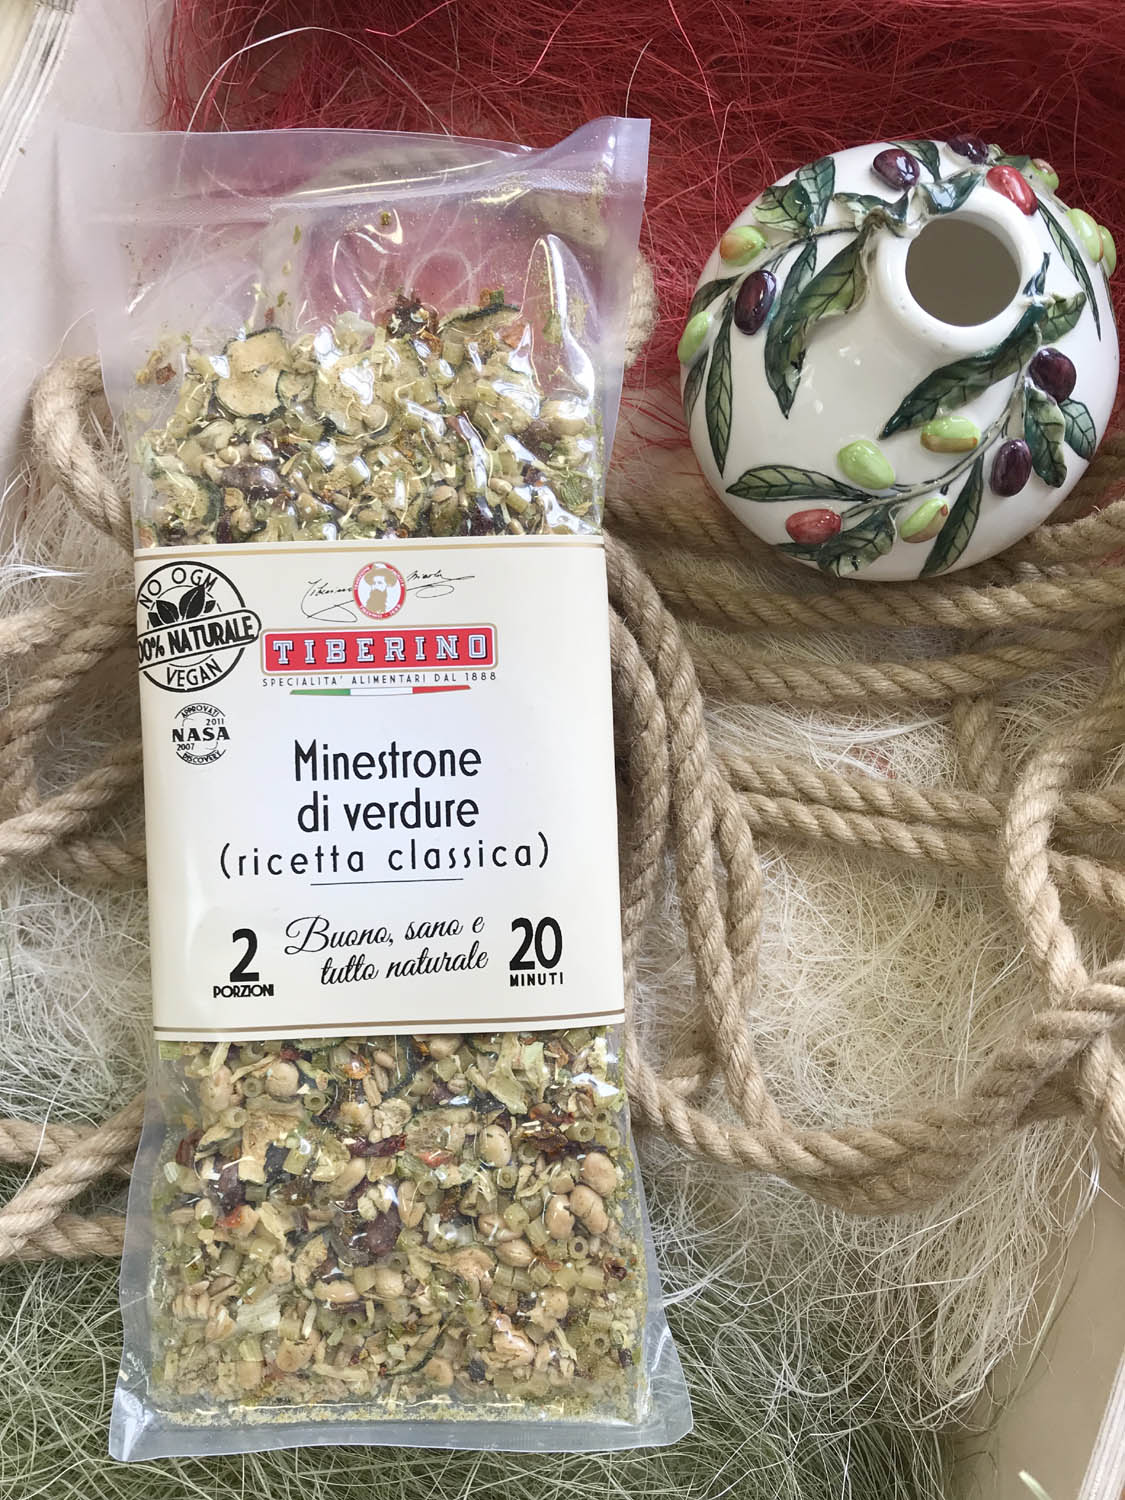 NO OGM
100% NATURALE
VEGAN
TIBERINO
SPECIALITA' ALIMENTARI DAL 1888
APPROVATI
2011
NASA
2007
DISCOVERY
Minestrone
di verdure
(ricetta classica)
2
PORZIONI
Buono, sano e
tutto naturale
20
MINUTI